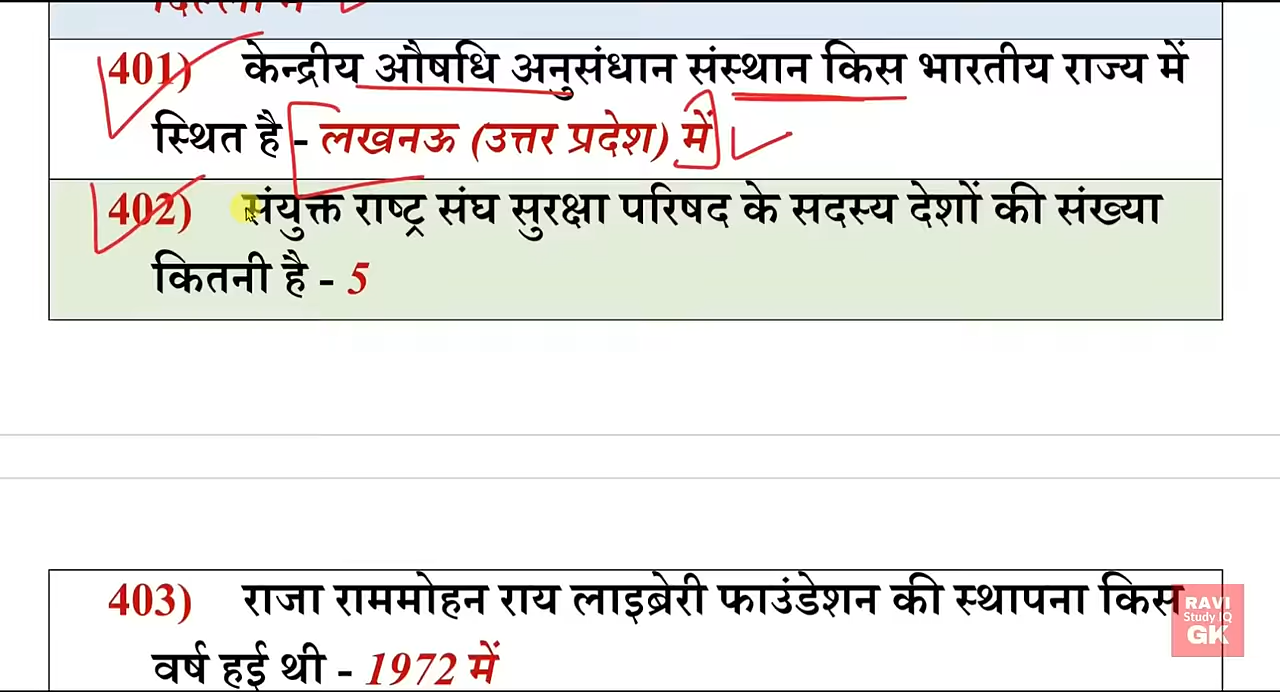 दिल्ली में
401) केन्द्रीय औषधि अनुसंधान संस्थान किस भारतीय राज्य में
स्थित है - लखनऊ (उत्तर प्रदेश) में
402) संयुक्त राष्ट्र संघ सुरक्षा परिषद के सदस्य देशों की संख्या
कितनी है - 5
403) राजा राममोहन राय लाइब्रेरी फाउंडेशन की स्थापना किस
वर्ष हुई थी - 1972 में
RAVI
Study IQ
GK